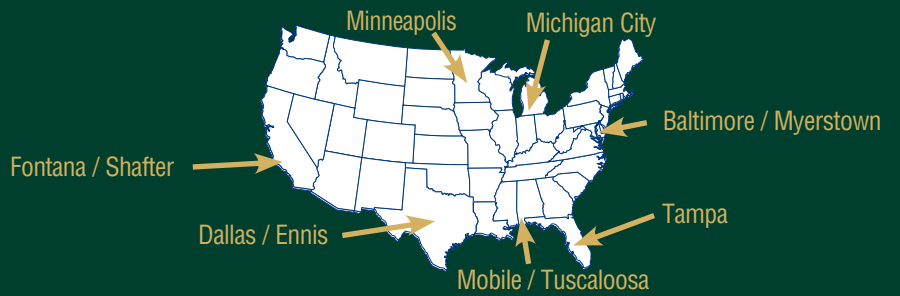 Minneapolis
Michigan City
Baltimore / Myerstown
Fontana / Shafter
Tampa
Dallas / Ennis
Mobile / Tuscaloosa